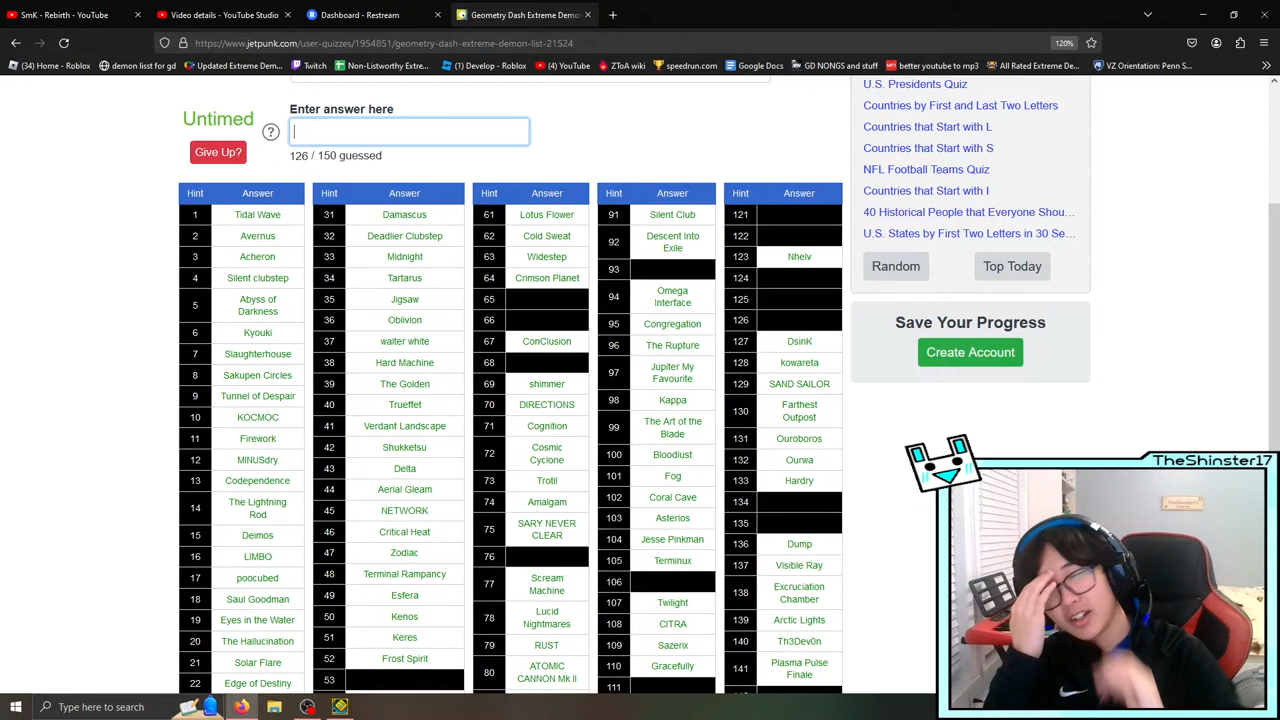 SmK - Rebirth - YouTube
Video details - YouTube Studio
Dashboard - Restream
Geometry Dash Extreme Demon
https://www.jetpunk.com/user-quizzes/1954851/geometry-dash-extreme-demon-list-21524
120%
(34) Home - Roblox
demon lisst for gd
Updated Extreme Dem...
Twitch
Non-Listworthy Extre...
(1) Develop - Roblox
(4) YouTube
ZToA wiki
speedrun.com
Google Docs
GD NONGS and stuff
better youtube to mp3
All Rated Extreme De...
VZ Orientation: Penn S...
Untimed
Give Up?
?
Enter answer here
126 / 150 guessed
Hint Answer
1 Tidal Wave
2 Avernus
3 Acheron
4 Silent clubstep
5 Abyss of
Darkness
6 Kyouki
7 Slaughterhouse
8 Sakupen Circles
9 Tunnel of Despair
10 KOCMOC
11 Firework
12 MINUSdry
13 Codependence
14 The Lightning
Rod
15 Deimos
16 LIMBO
17 poocubed
18 Saul Goodman
19 Eyes in the Water
20 The Hallucination
21 Solar Flare
22 Edge of Destiny
Hint Answer
31 Damascus
32 Deadlier Clubstep
33 Midnight
34 Tartarus
35 Jigsaw
36 Oblivion
37 walter white
38 Hard Machine
39 The Golden
40 Trueffet
41 Verdant Landscape
42 Shukketsu
43 Delta
44 Aerial Gleam
45 NETWORK
46 Critical Heat
47 Zodiac
48 Terminal Rampancy
49 Esfera
50 Kenos
51 Keres
52 Frost Spirit
53
Hint Answer
61 Lotus Flower
62 Cold Sweat
63 Widestep
64 Crimson Planet
65
66
67 ConClusion
68
69 shimmer
70 DIRECTIONS
71 Cognition
72 Cosmic
Cyclone
73 Trotil
74 Amalgam
75 SARY NEVER
CLEAR
76
77 Scream
Machine
78 Lucid
Nightmares
79 RUST
80 ATOMIC
CANNON Mk II
Hint Answer
91 Silent Club
92 Descent Into
Exile
93
94 Omega
Interface
95 Congregation
96 The Rupture
97 Jupiter My
Favourite
98 Kappa
99 The Art of the
Blade
100 Bloodlust
101 Fog
102 Coral Cave
103 Asterios
104 Jesse Pinkman
105 Terminux
106
107 Twilight
108 CITRA
109 Sazerix
110 Gracefully
111
Hint Answer
121
122
123 Nhelv
124
125
126
127 DsinK
128 kowareta
129 SAND SAILOR
130 Farthest
Outpost
131 Ouroboros
132 Ourwa
133 Hardry
134
135
136 Dump
137 Visible Ray
138 Excruciation
Chamber
139 Arctic Lights
140 Th3Dev0n
141 Plasma Pulse
Finale
U.S. Presidents Quiz
Countries by First and Last Two Letters
Countries that Start with L
Countries that Start with S
NFL Football Teams Quiz
Countries that Start with I
40 Historical People that Everyone Shou...
U.S. States by First Two Letters in 30 Se...
Random
Top Today
Save Your Progress
Create Account
TheShinster17
Type here to search